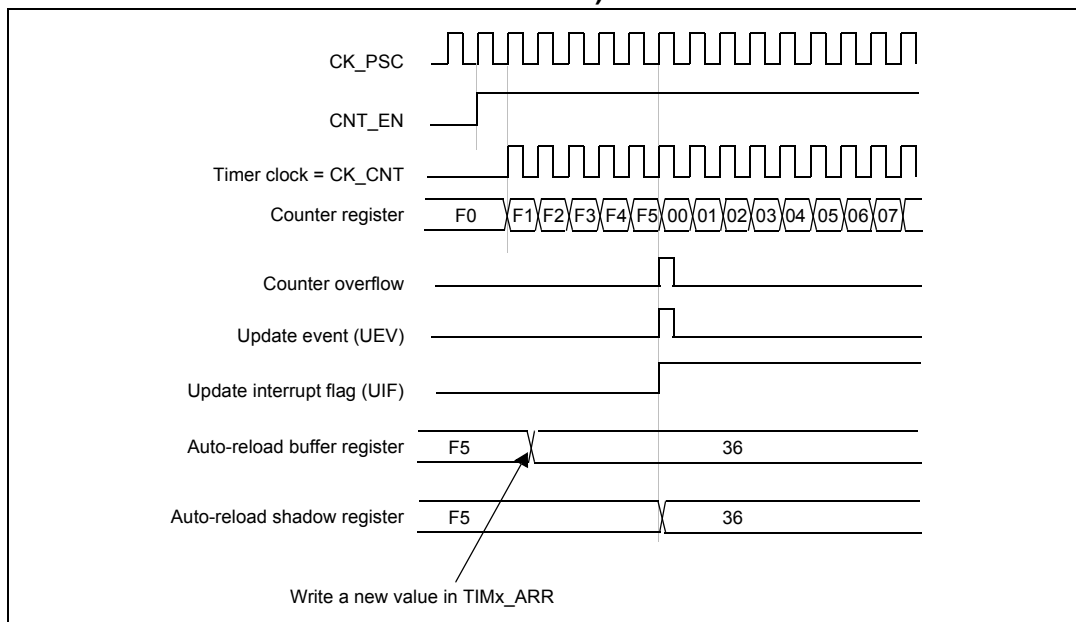 CK_PSC
CNT_EN
Timer clock = CK_CNT
Counter register F0 F1 F2 F3 F4 F5 00 01 02 03 04 05 06 07
Counter overflow
Update event (UEV)
Update interrupt flag (UIF)
Auto-reload buffer register F5 36
Auto-reload shadow register F5 36
Write a new value in TIMx_ARR